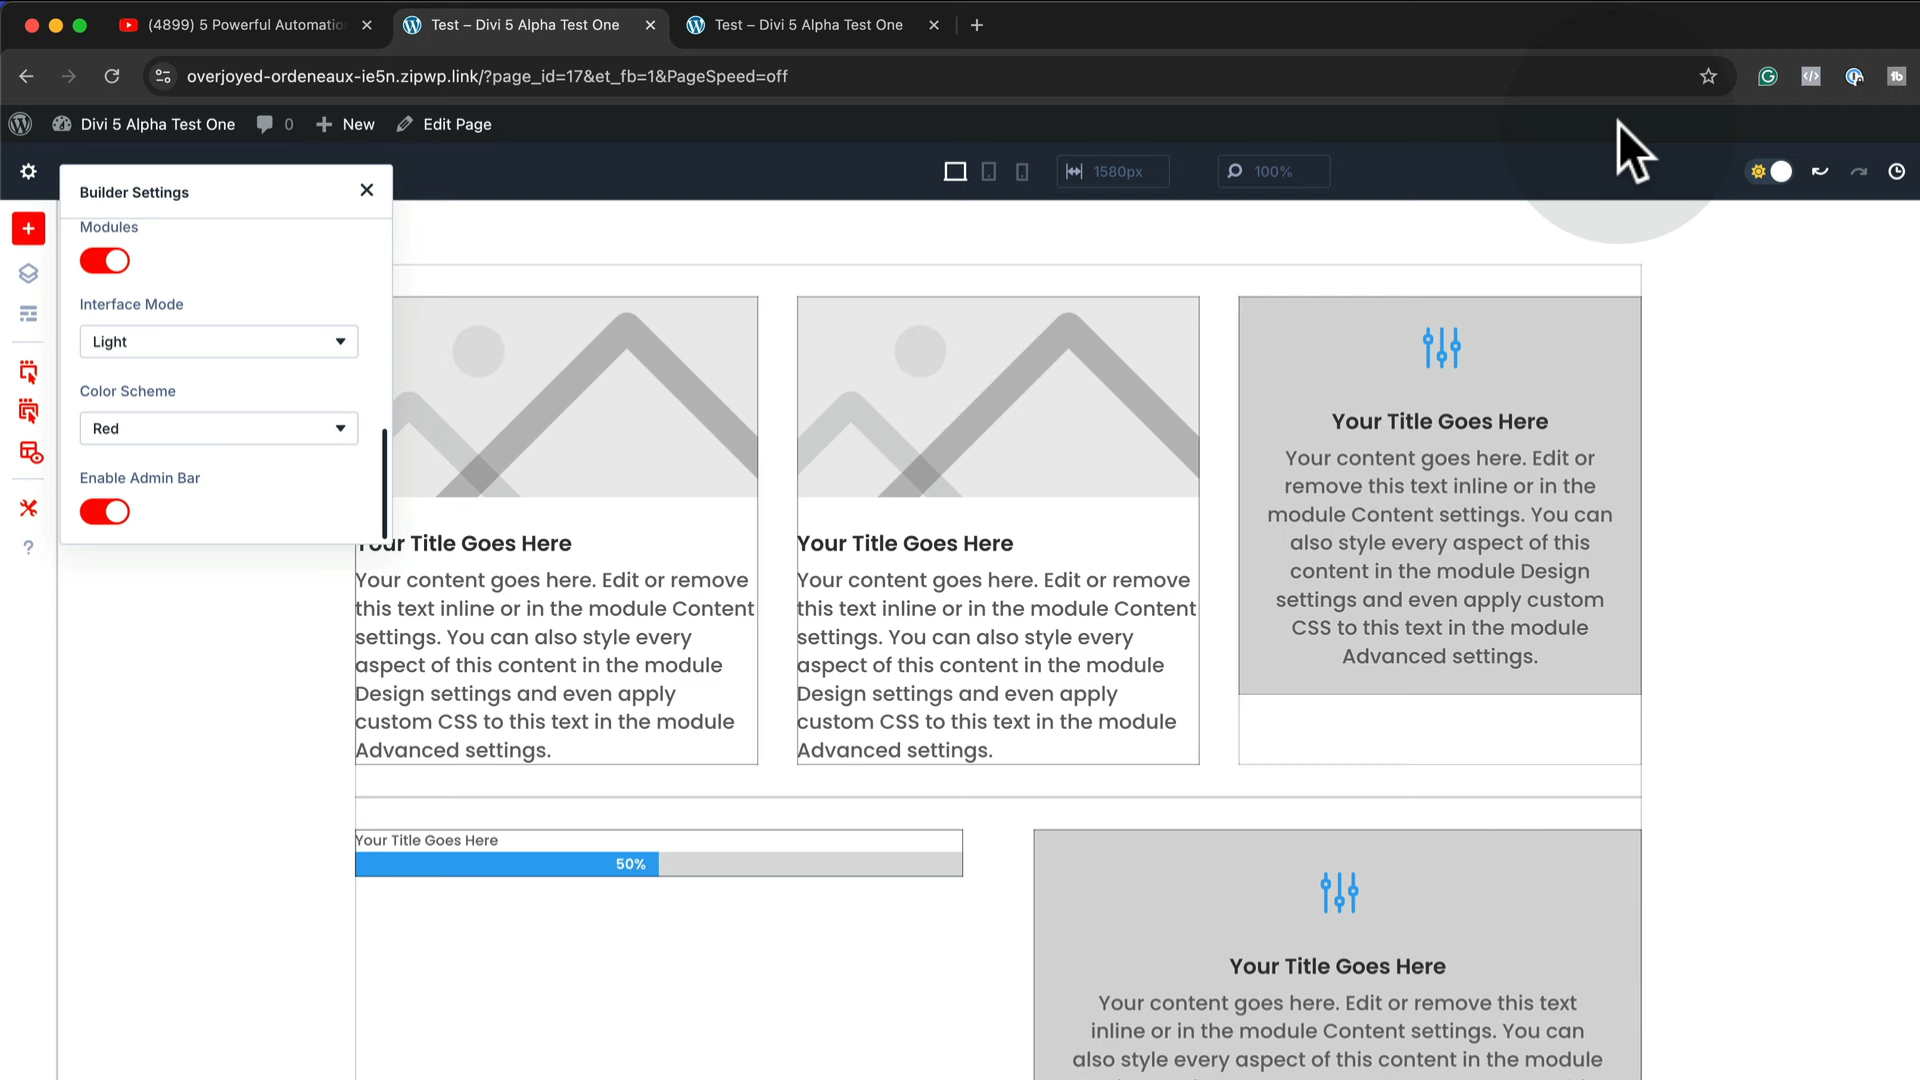 (4899) 5 Powerful Automatio
Test – Divi 5 Alpha Test One
Test – Divi 5 Alpha Test One
overjoyed-ordeneaux-ie5n.zipwp.link/?page_id=17&et_fb=1&PageSpeed=off
Divi 5 Alpha Test One
0
New
Edit Page
1580px
100%
Builder Settings
Modules
Interface Mode
Light
Color Scheme
Red
Enable Admin Bar
Your Title Goes Here
Your content goes here. Edit or remove
this text inline or in the module Content
settings. You can also style every
aspect of this content in the module
Design settings and even apply
custom CSS to this text in the module
Advanced settings.
Your Title Goes Here
Your content goes here. Edit or remove
this text inline or in the module Content
settings. You can also style every
aspect of this content in the module
Design settings and even apply
custom CSS to this text in the module
Advanced settings.
Your Title Goes Here
Your content goes here. Edit or
remove this text inline or in the
module Content settings. You can
also style every aspect of this
content in the module Design
settings and even apply custom
CSS to this text in the module
Advanced settings.
Your Title Goes Here
50%
Your Title Goes Here
Your content goes here. Edit or remove this text
inline or in the module Content settings. You can
also style every aspect of this content in the module